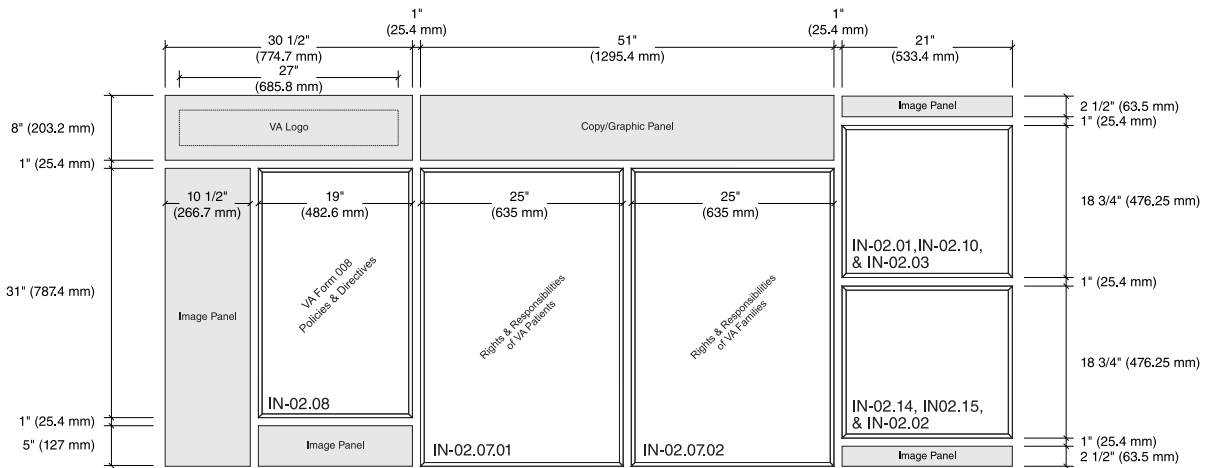 1"
(25.4 mm)
1"
(25.4 mm)
30 1/2"
(774.7 mm)
51"
(1295.4 mm)
21"
(533.4 mm)
27"
(685.8 mm)
8" (203.2 mm)
VA Logo
Copy/Graphic Panel
Image Panel
2 1/2" (63.5 mm)
1" (25.4 mm)
1" (25.4 mm)
10 1/2"
(266.7 mm)
19"
(482.6 mm)
25"
(635 mm)
25"
(635 mm)
18 3/4" (476.25 mm)
IN-02.01,IN-02.10,
& IN-02.03
31" (787.4 mm)
Image Panel
VA Form 008
Policies & Directives
Rights & Responsibilities
of VA Patients
Rights & Responsibilities
of VA Families
1" (25.4 mm)
18 3/4" (476.25 mm)
IN-02.08
IN-02.14, IN02.15,
& IN-02.02
1" (25.4 mm)
5" (127 mm)
Image Panel
IN-02.07.01
IN-02.07.02
1" (25.4 mm)
Image Panel
2 1/2" (63.5 mm)